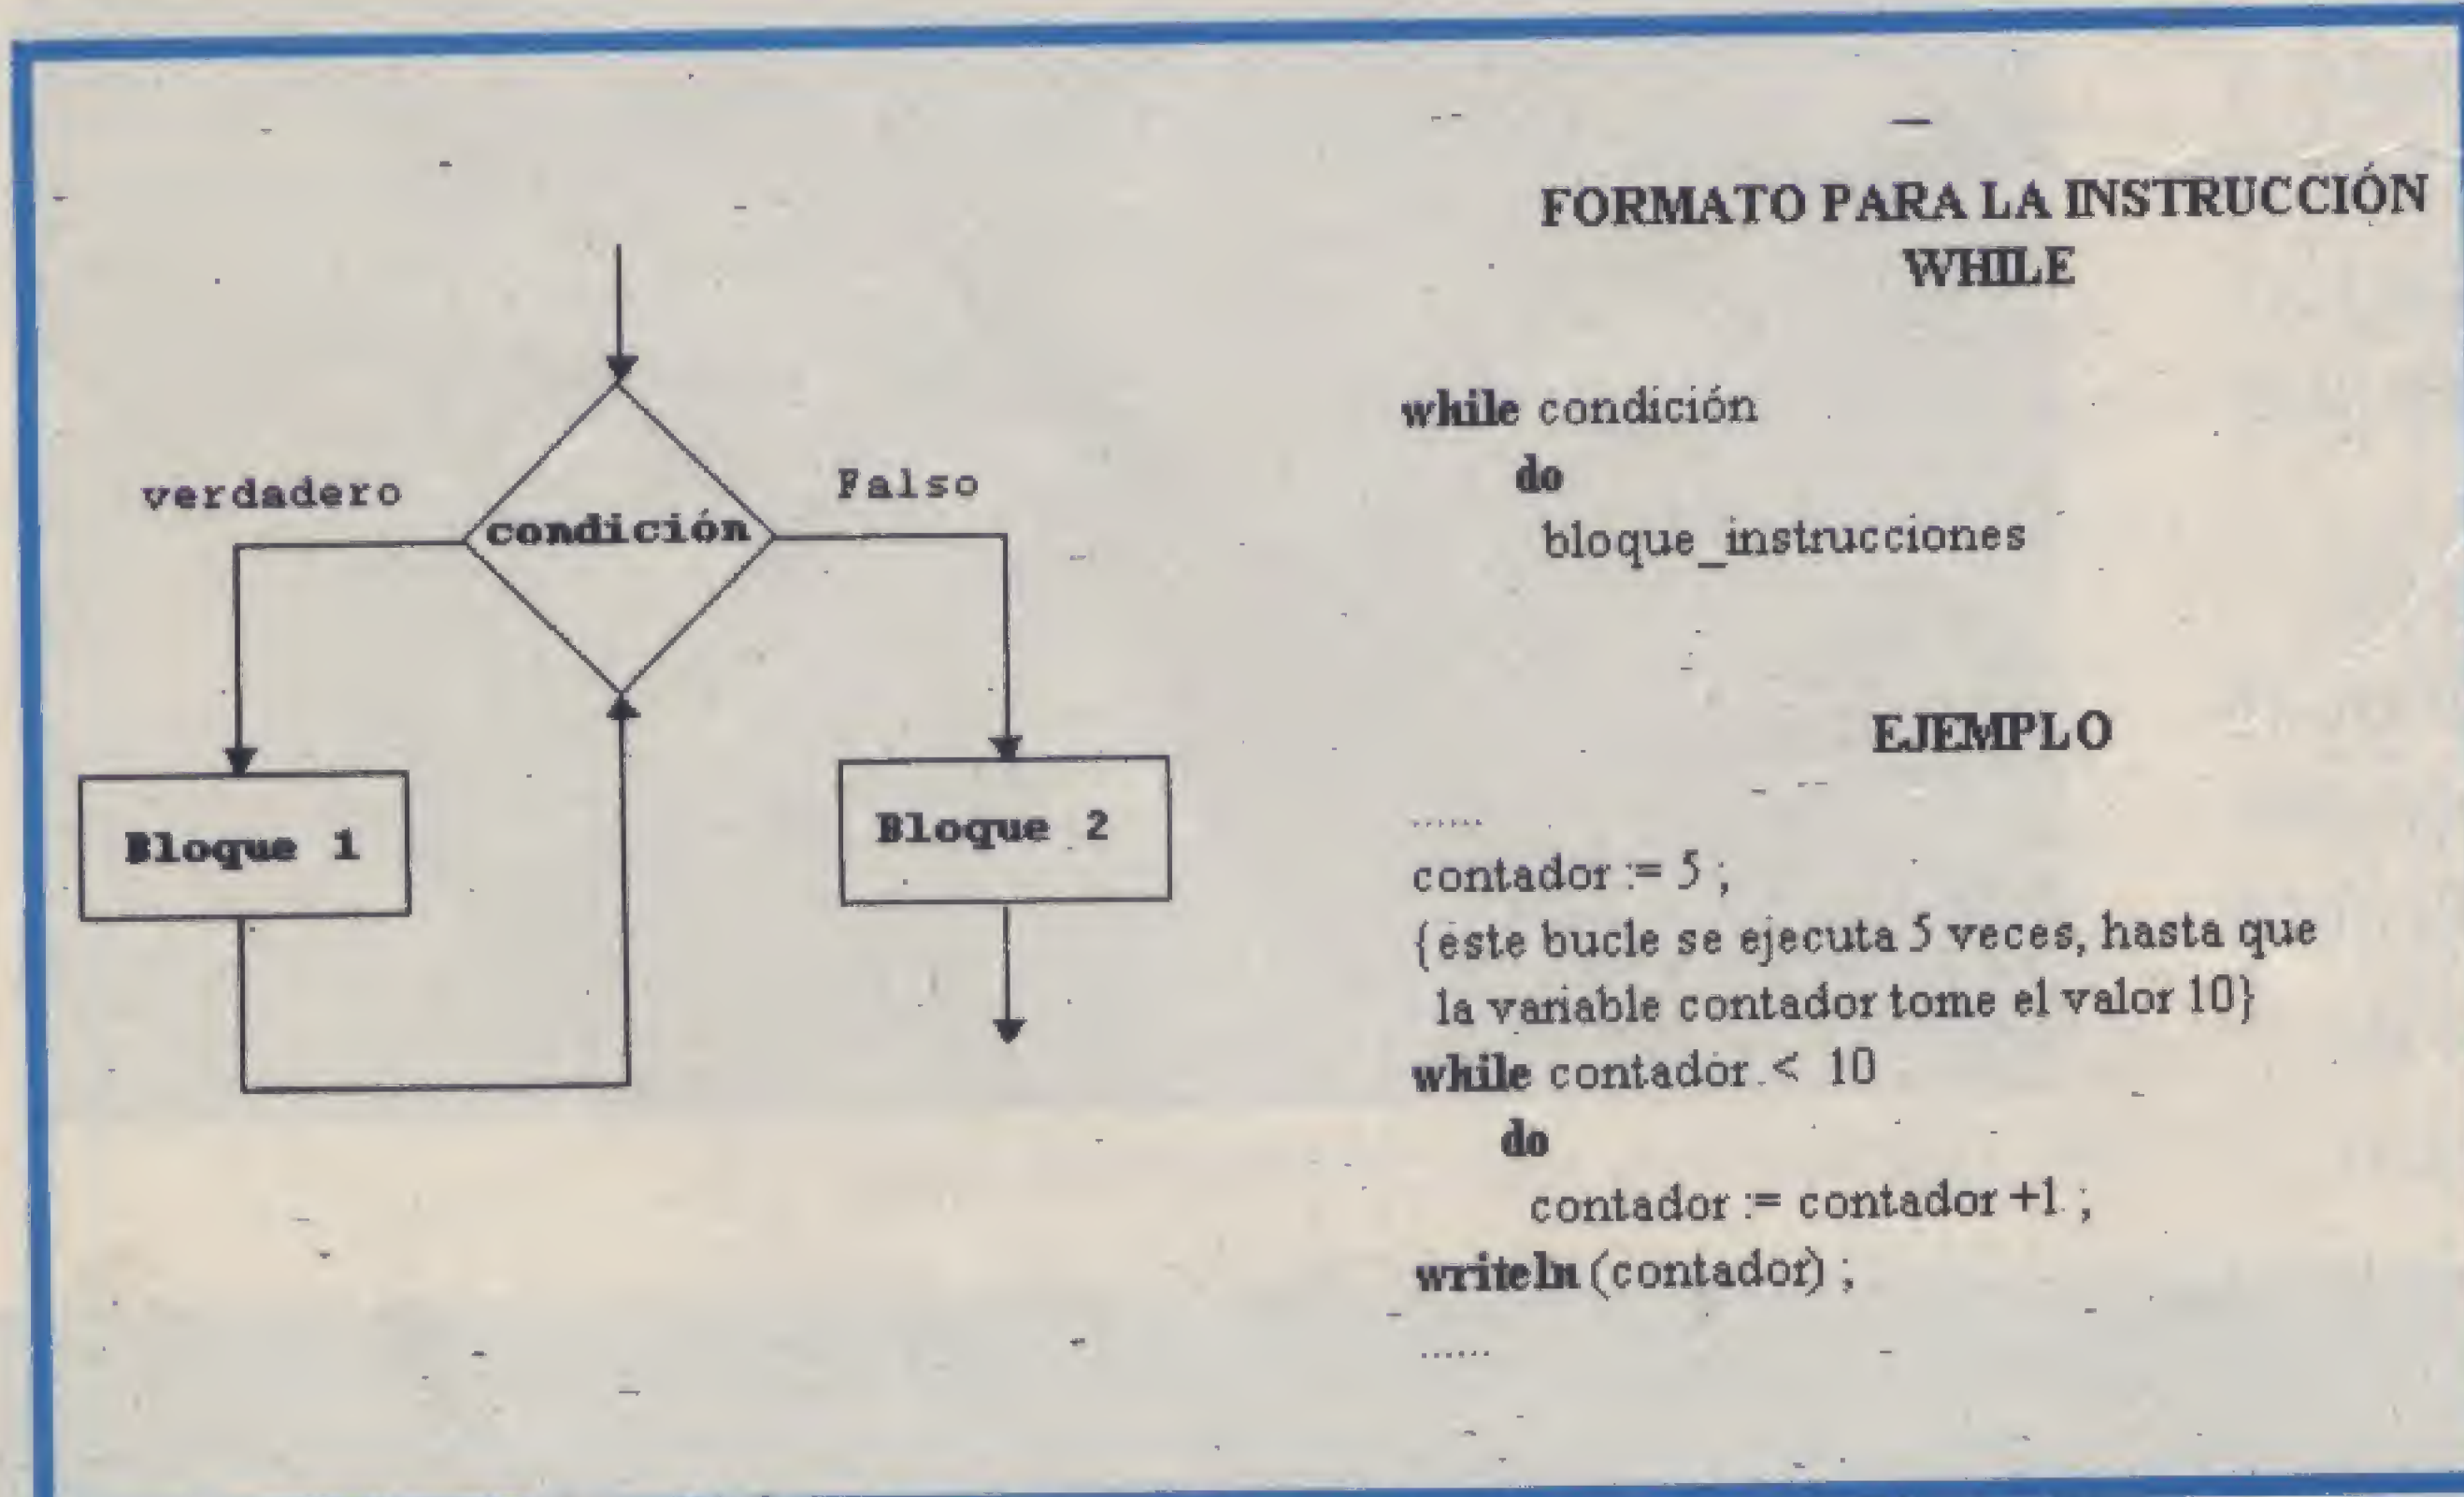 verdadero
Falso
condición
Bloque 1
Bloque 2
FORMATO PARA LA INSTRUCCIÓN
WHILE
while condición
do
bloque_instrucciones
EJEMPLO
......
contador := 5 ;
{este bucle se ejecuta 5 veces, hasta que
la variable contador tome el valor 10}
while contador < 10
do
contador := contador +1 ;
writeln (contador) ;
......